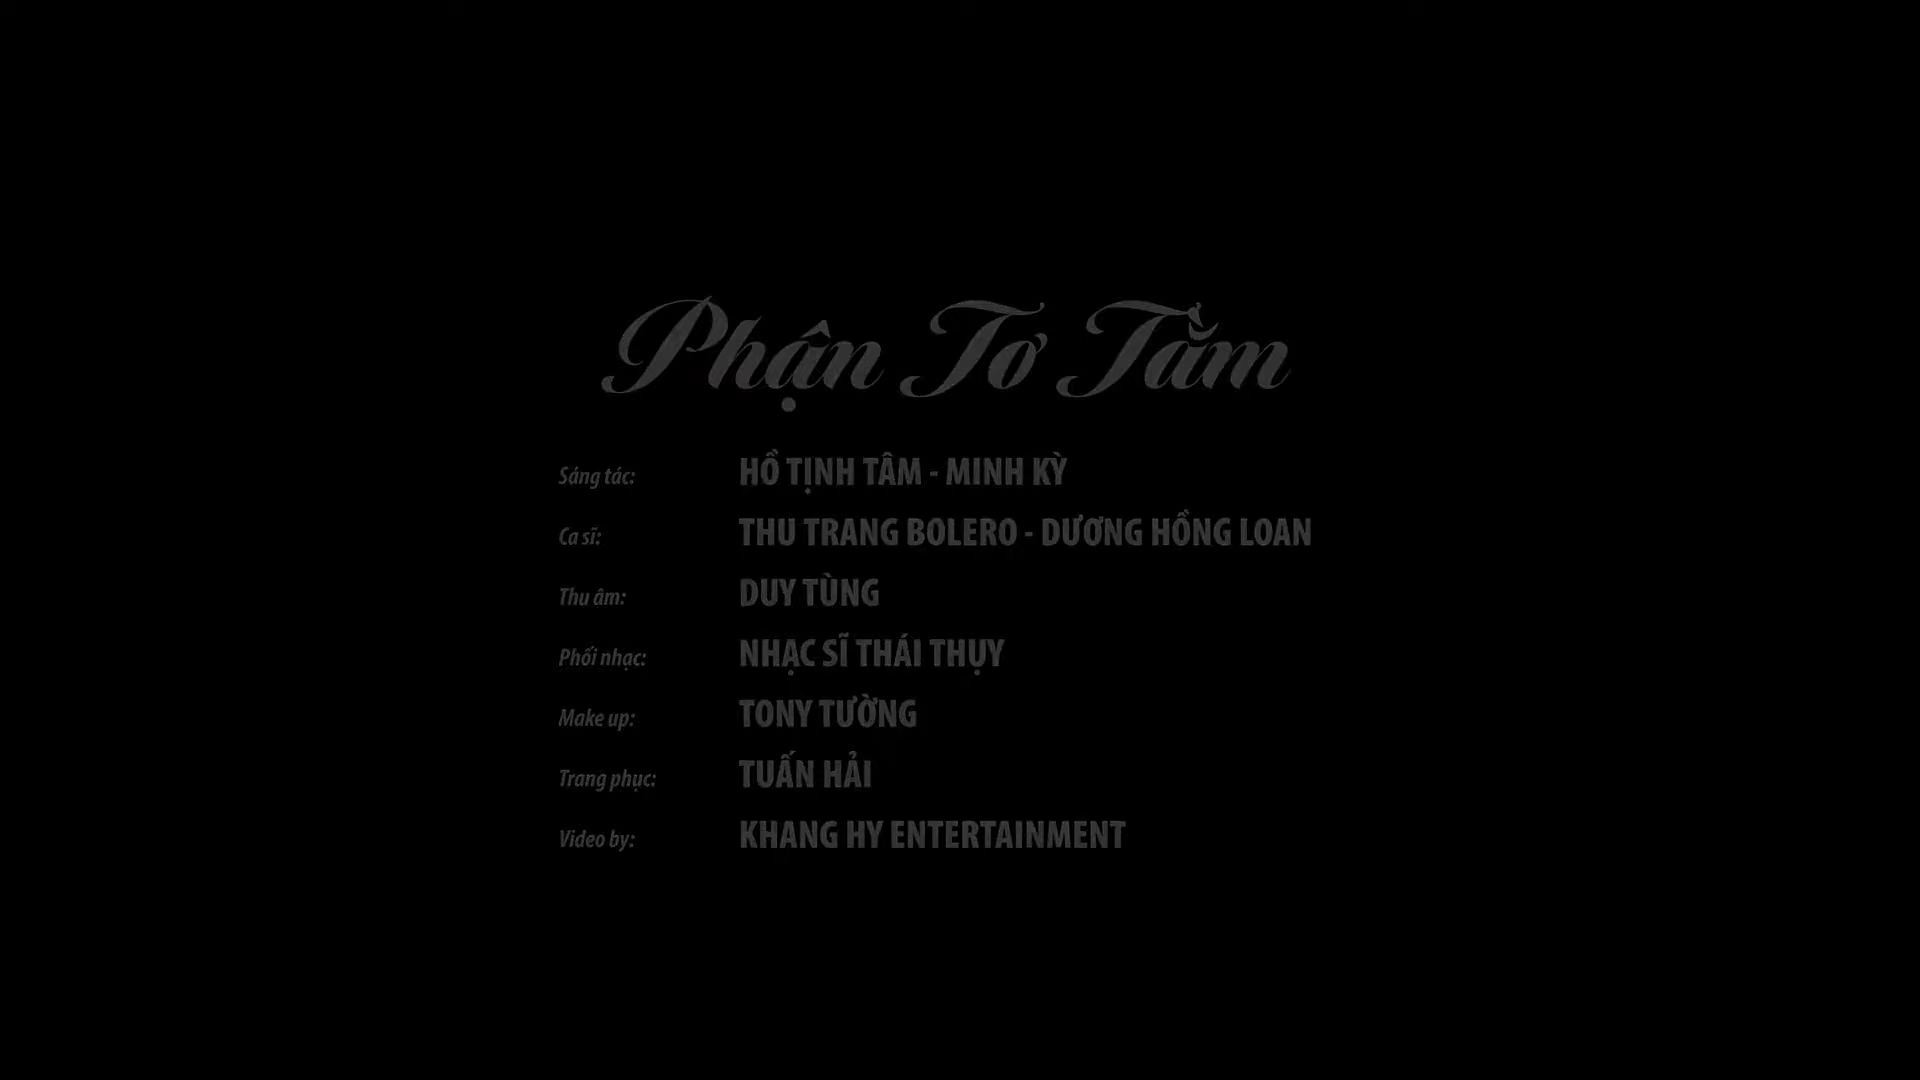 Phận Tơ Tằm
Sáng tác: HỒ TỊNH TÂM - MINH KỲ
Ca sĩ: THU TRANG BOLERO - DƯƠNG HỒNG LOAN
Thu âm: DUY TÙNG
Phối nhạc: NHẠC SĨ THÁI THỤY
Make up: TONY TƯỜNG
Trang phục: TUẤN HẢI
Video by: KHANG HY ENTERTAINMENT